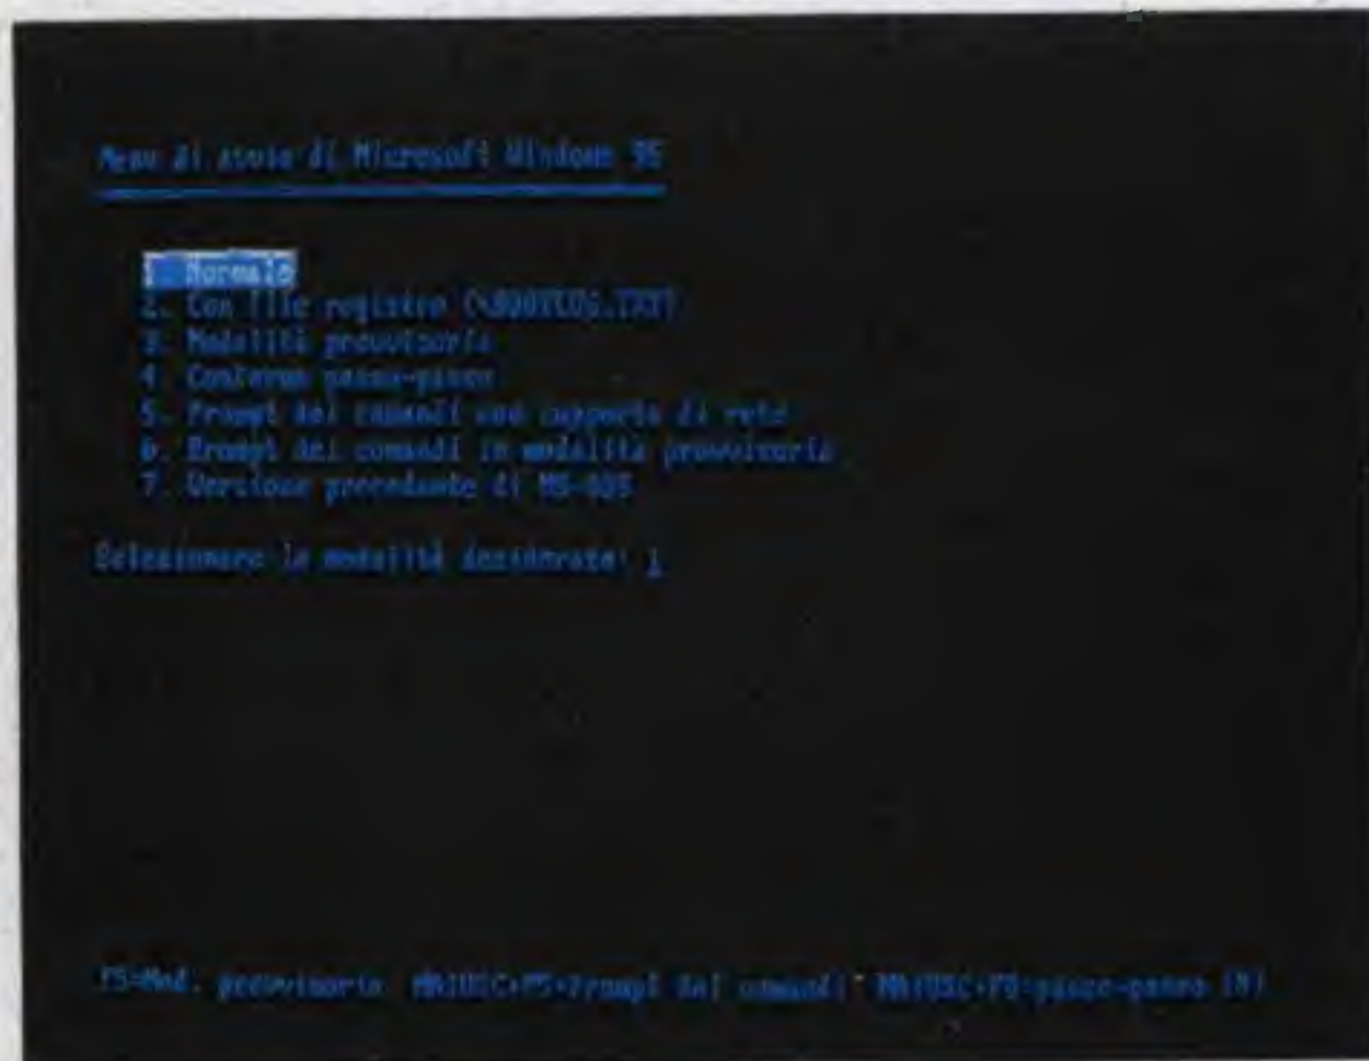 Menu di avvio di Microsoft Windows 95
1. Normale
2. Con file registro (\BOOTLOG.TXT)
3. Modalità provvisoria
4. Conferma passo-passo
5. Prompt dei comandi con supporto di rete
6. Prompt dei comandi in modalità provvisoria
7. Versione precedente di MS-DOS
Selezionare la modalità desiderata: 1
F5=Mod. provvisoria MAIUSC+F5=Prompt dei comandi MAIUSC+F8=passo-passo [N]